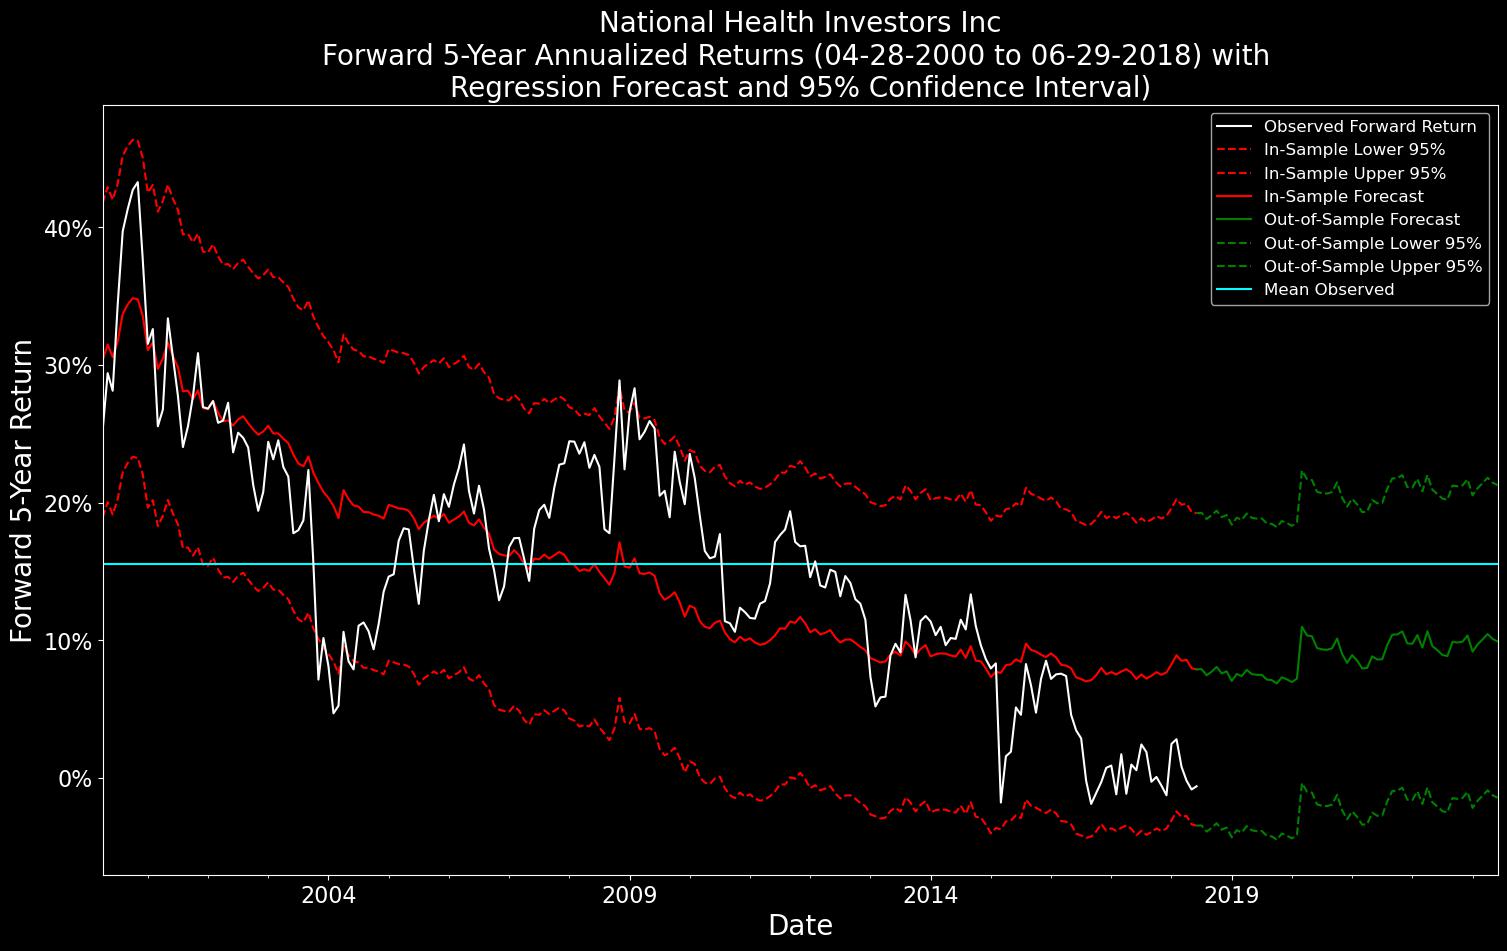 National Health Investors Inc
Forward 5-Year Annualized Returns (04-28-2000 to 06-29-2018) with
Regression Forecast and 95% Confidence Interval)
Observed Forward Return
In-Sample Lower 95%
In-Sample Upper 95%
In-Sample Forecast
Out-of-Sample Forecast
Out-of-Sample Lower 95%
Out-of-Sample Upper 95%
Mean Observed
Forward 5-Year Return
40%
30%
20%
10%
0%
2004
2009
2014
2019
Date